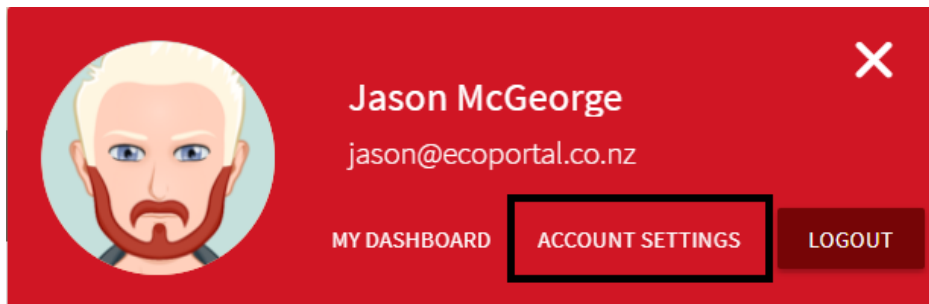 Jason McGeorge
jason@ecoportal.co.nz
MY DASHBOARD ACCOUNT SETTINGS LOGOUT